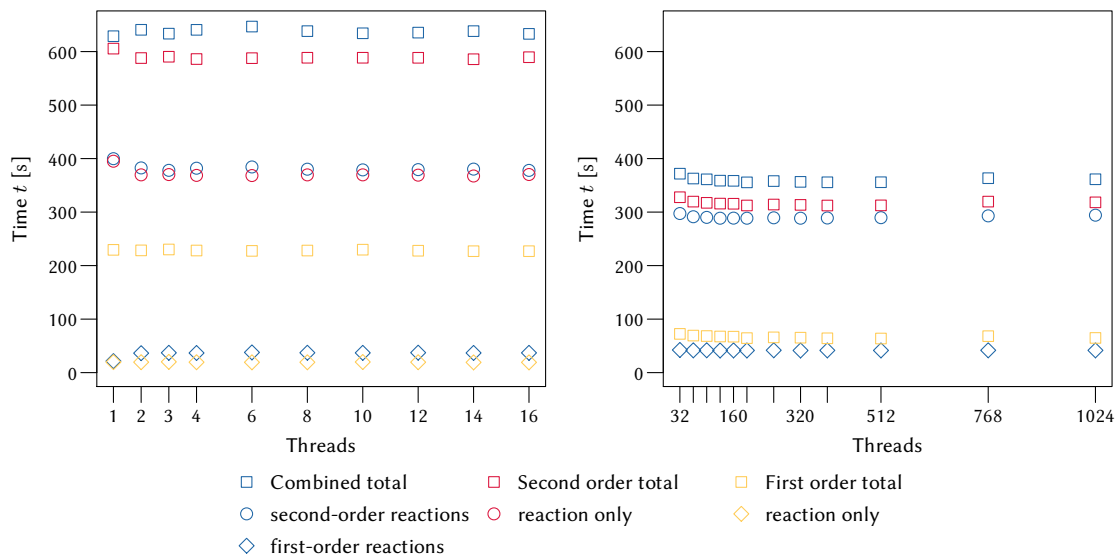 600
500
400
300
200
100
0
Time t [s]
1 2 3 4 6 8 10 12 14 16
Threads
600
500
400
300
200
100
0
Time t [s]
32 160 320 512 768 1024
Threads
Combined total Second order total First order total
second-order reactions reaction only reaction only
first-order reactions